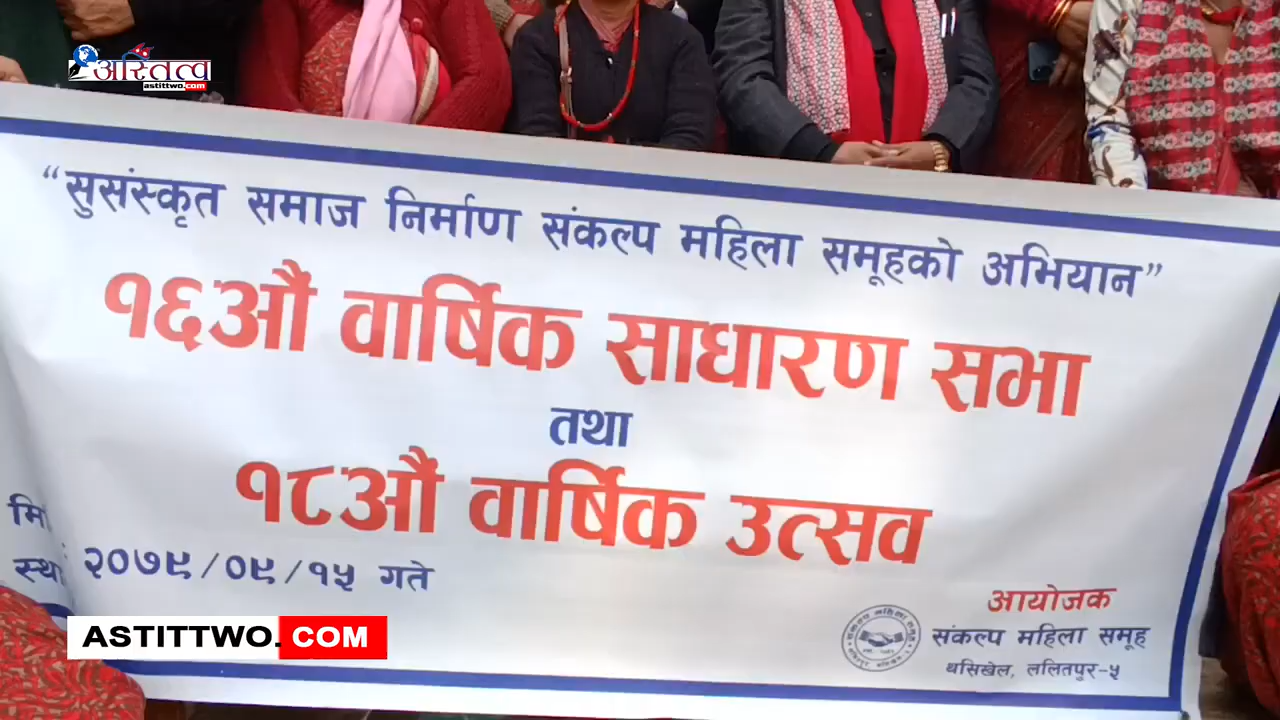 अस्तित्व
astittwo.com
“सुसंस्कृत समाज निर्माण संकल्प महिला समूहको अभियान”
१६औं वार्षिक साधारण सभा
तथा
१८औं वार्षिक उत्सव
२०७९/०९/१५ गते
आयोजक
संकल्प महिला समूह
थसिखेल, ललितपुर-५
ASTITTWO.COM